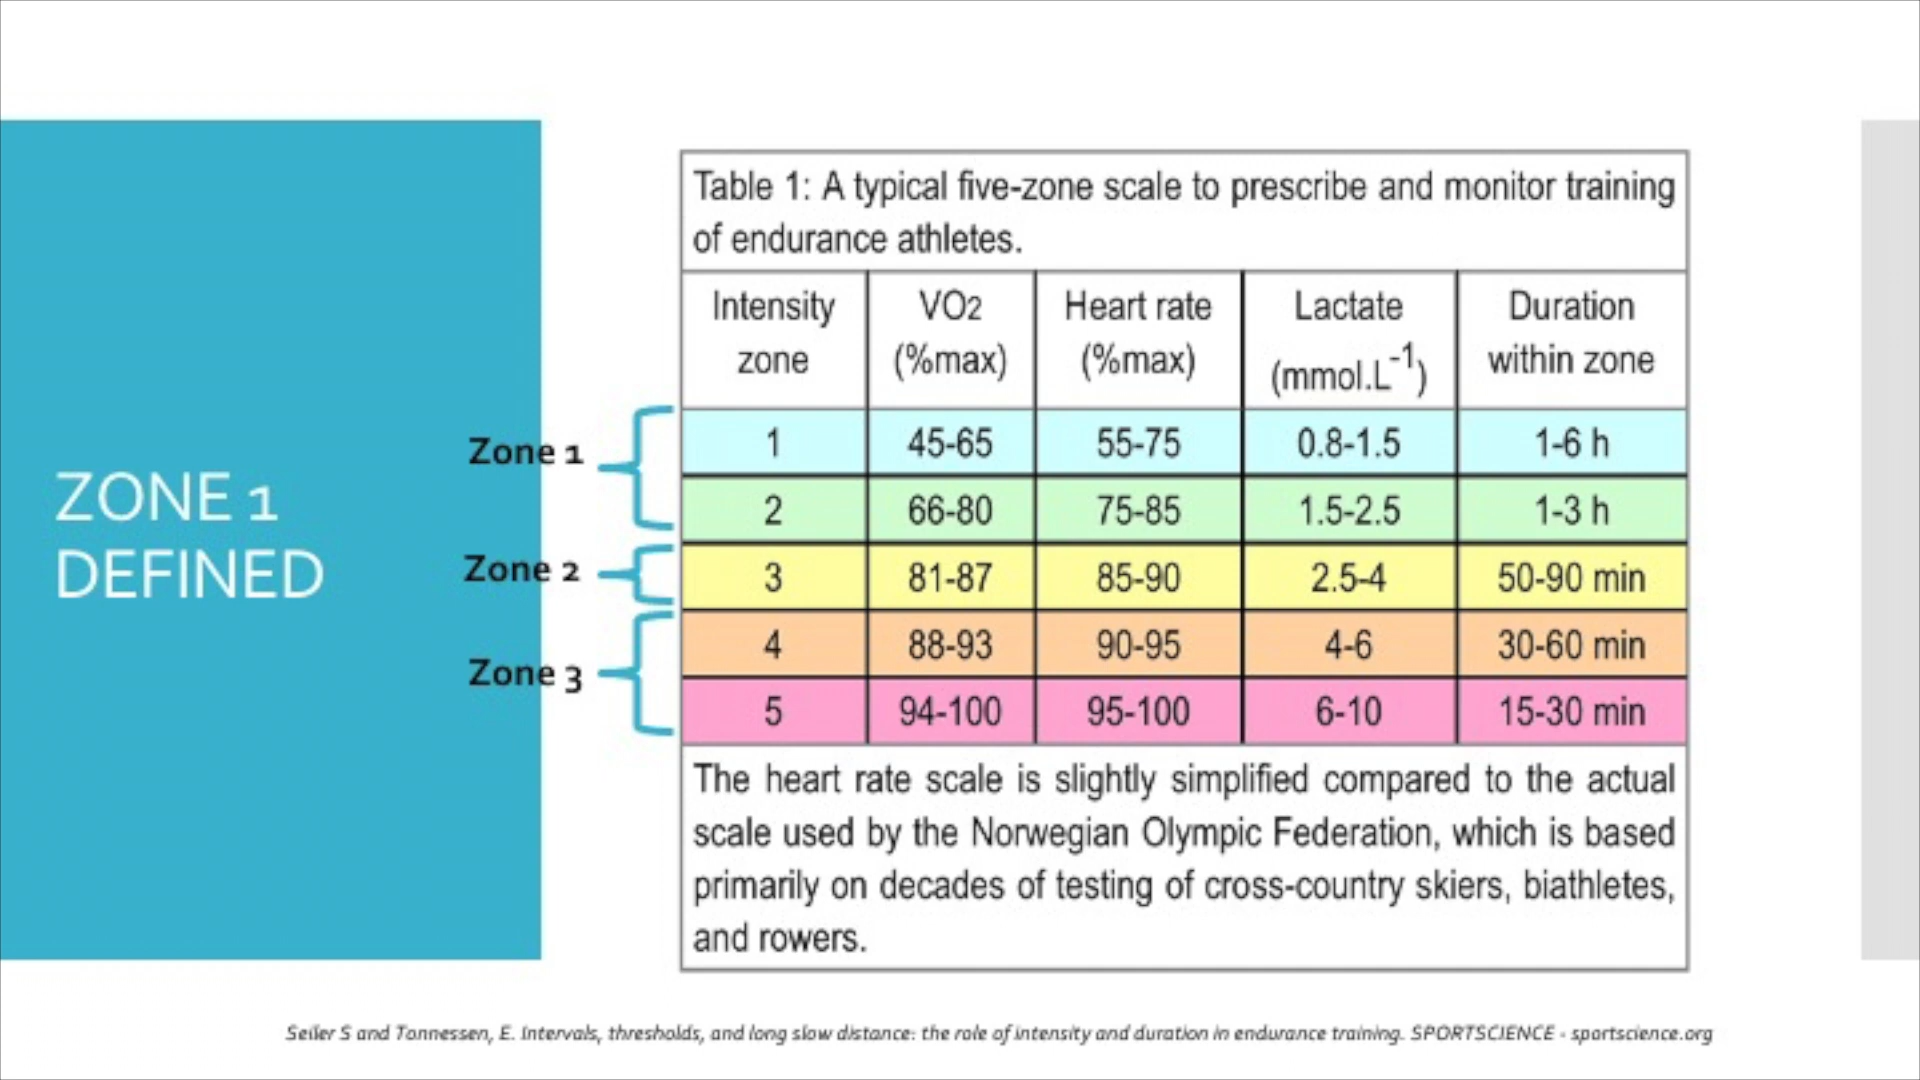 ZONE 1
DEFINED
Zone 1
Zone 2
Zone 3
Table 1: A typical five-zone scale to prescribe and monitor training
of endurance athletes.
Intensity zone VO2 (%max) Heart rate (%max) Lactate (mmol.L-1) Duration within zone
1 45-65 55-75 0.8-1.5 1-6 h
2 66-80 75-85 1.5-2.5 1-3 h
3 81-87 85-90 2.5-4 50-90 min
4 88-93 90-95 4-6 30-60 min
5 94-100 95-100 6-10 15-30 min
The heart rate scale is slightly simplified compared to the actual
scale used by the Norwegian Olympic Federation, which is based
primarily on decades of testing of cross-country skiers, biathletes,
and rowers.
Seiler S and Tonnessen, E. Intervals, thresholds, and long slow distance: the role of intensity and duration in endurance training. SPORTSCIENCE - sportscience.org